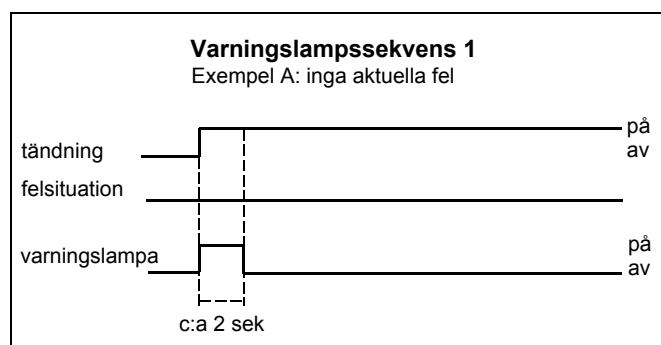 Varningslampssekvens 1
Exempel A: inga aktuella fel
på
tändning
av
felsituation
på
varningslampa
av
c:a 2 sek